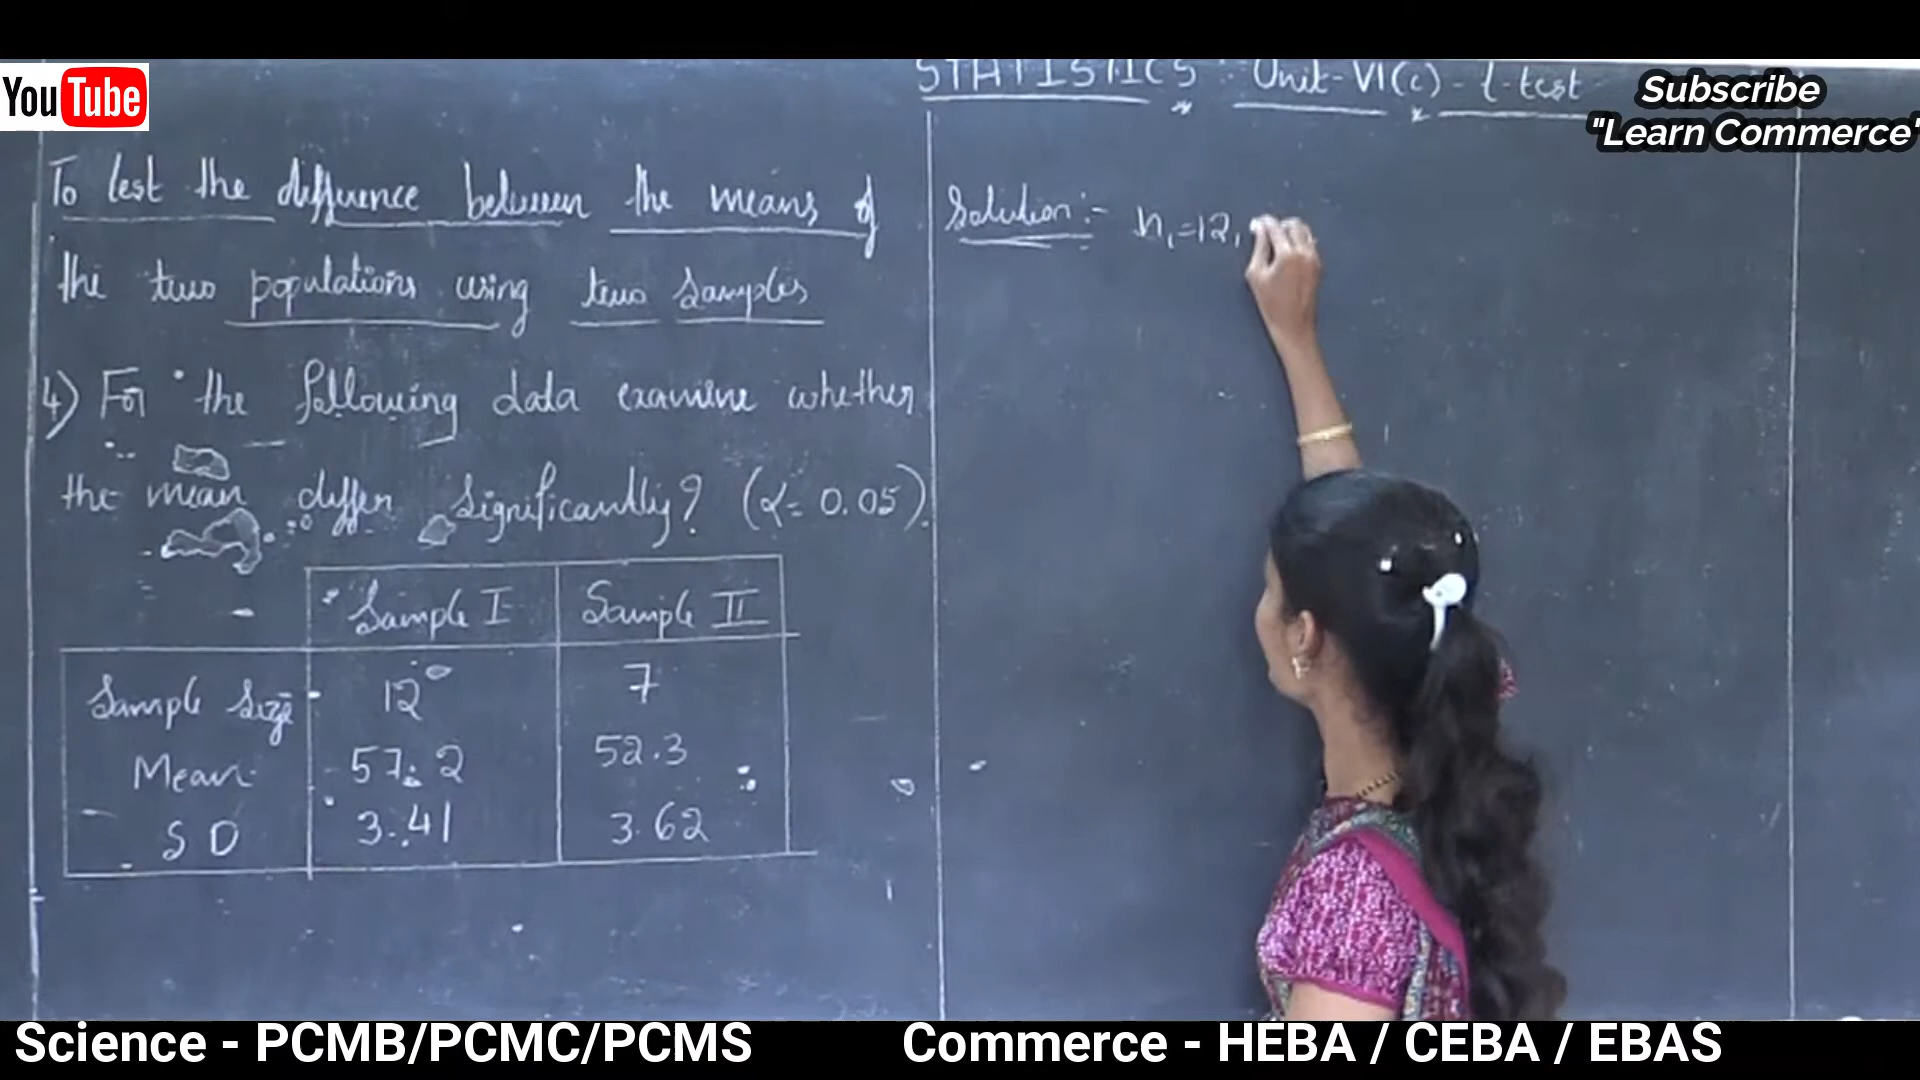 STATISTICS : Unit-VI(c) - t-test
YouTube
Subscribe
"Learn Commerce"
To test the difference between the means of
the two populations using two samples
4) For the following data examine whether
the mean differ significantly? (α = 0.05).
Sample I Sample II
Sample Size 12 7
Mean 57.2 52.3
S D 3.41 3.62
Solution:- n₁=12,
Science - PCMB/PCMC/PCMS
Commerce - HEBA / CEBA / EBAS